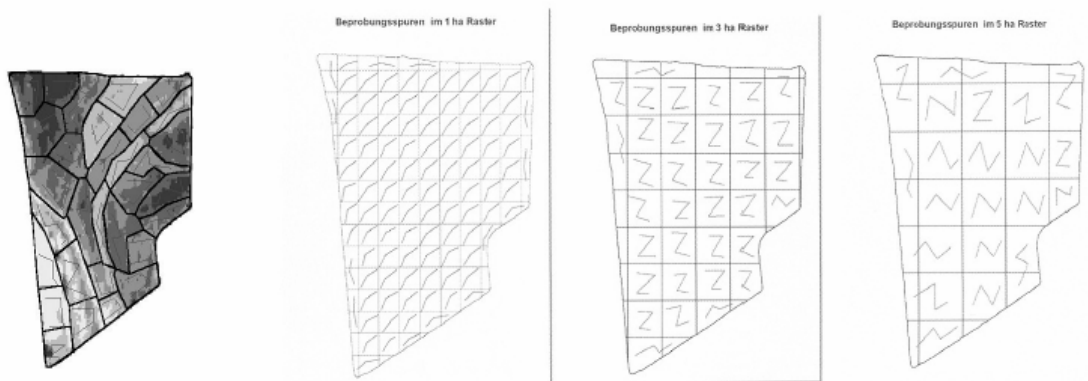 Beprobungsspuren im 1 ha Raster
Beprobungsspuren im 3 ha Raster
Beprobungsspuren im 5 ha Raster